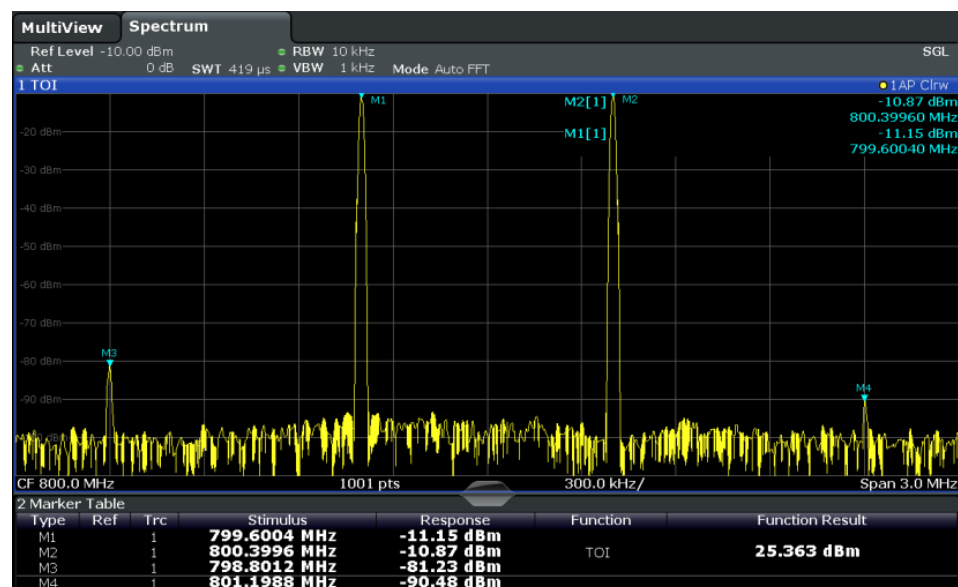 MultiView Spectrum
Ref Level -10.00 dBm RBW 10 kHz SGL
Att 0 dB SWT 419 µs VBW 1 kHz Mode Auto FFT
1 TOI 1AP Clrw
M1 M2[1] M2 -10.87 dBm
800.39960 MHz
-20 dBm M1[1] -11.15 dBm
799.60040 MHz
-30 dBm
-40 dBm
-50 dBm
-60 dBm
-70 dBm
M3
-80 dBm
M4
-90 dBm
CF 800.0 MHz 1001 pts 300.0 kHz/ Span 3.0 MHz
2 Marker Table
Type Ref Trc Stimulus Response Function Function Result
M1 1 799.6004 MHz -11.15 dBm
M2 1 800.3996 MHz -10.87 dBm TOI 25.363 dBm
M3 1 798.8012 MHz -81.23 dBm
M4 1 801.1988 MHz -90.48 dBm